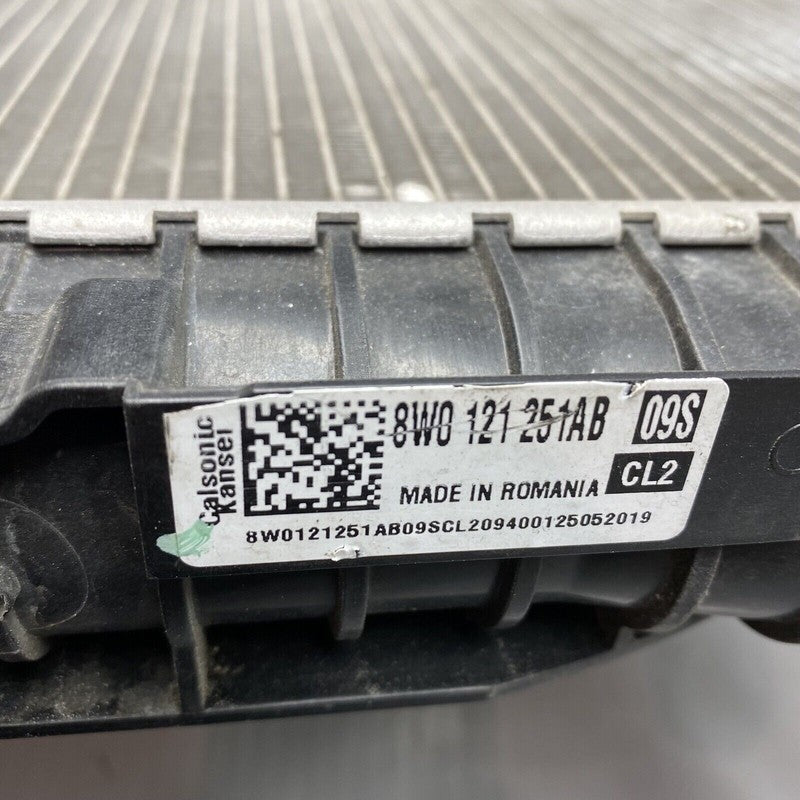 Calsonic
Kansei
8W0 121 251AB 09S
MADE IN ROMANIA CL2
8W0121251AB09SCL209400125052019